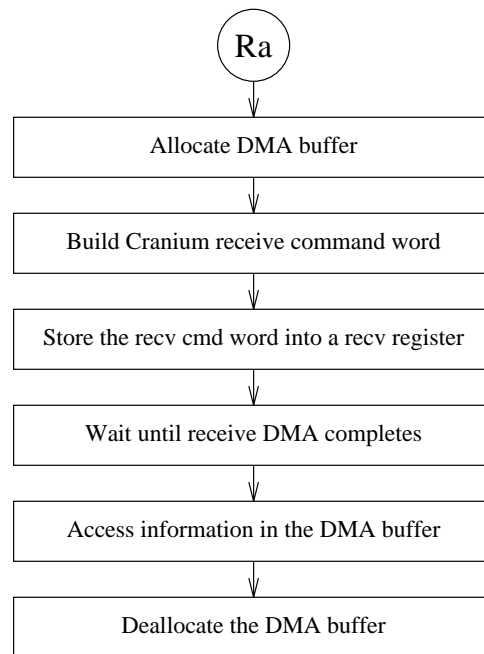 Ra
Allocate DMA buffer
Build Cranium receive command word
Store the recv cmd word into a recv register
Wait until receive DMA completes
Access information in the DMA buffer
Deallocate the DMA buffer